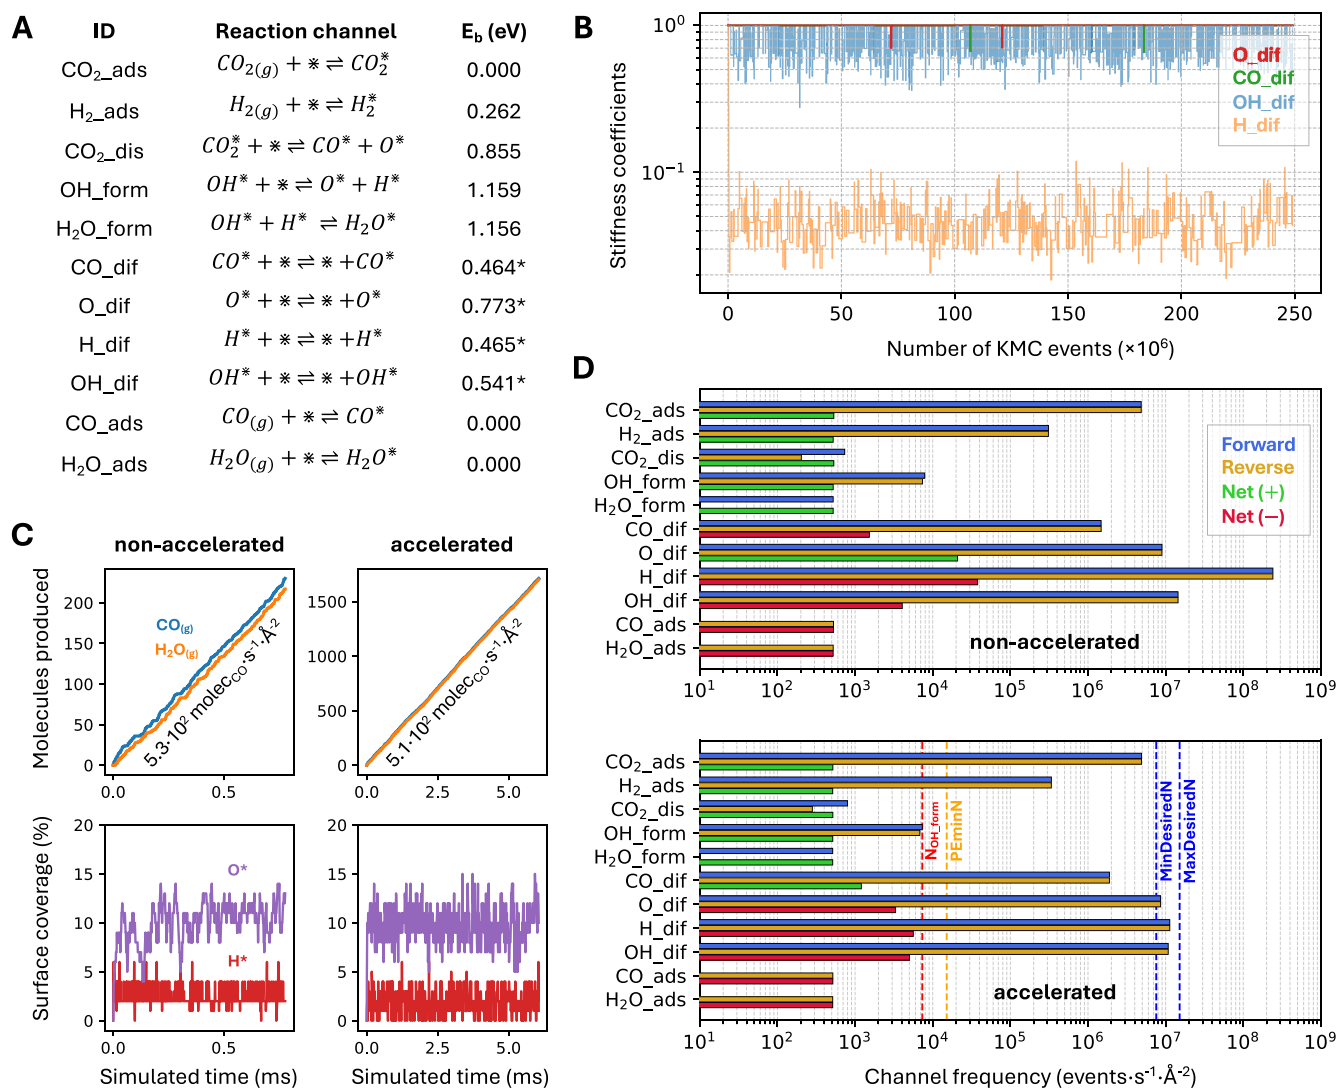 A
ID Reaction channel E_b (eV)
CO₂_ads CO₂₍g₎ + * ⇌ CO₂* 0.000
H₂_ads H₂₍g₎ + * ⇌ H₂* 0.262
CO₂_dis CO₂* + * ⇌ CO* + O* 0.855
OH_form OH* + * ⇌ O* + H* 1.159
H₂O_form OH* + H* ⇌ H₂O* 1.156
CO_dif CO* + * ⇌ * + CO* 0.464*
O_dif O* + * ⇌ * + O* 0.773*
H_dif H* + * ⇌ * + H* 0.465*
OH_dif OH* + * ⇌ * + OH* 0.541*
CO_ads CO₍g₎ + * ⇌ CO* 0.000
H₂O_ads H₂O₍g₎ + * ⇌ H₂O* 0.000
B
Stiffness coefficients
10⁰
10⁻¹
O_dif
CO_dif
OH_dif
H_dif
0 50 100 150 200 250
Number of KMC events (×10⁶)
C
non-accelerated accelerated
Molecules produced
200
150
100
50
0
CO(g)
H₂O(g)
5.3·10² molec_CO·s⁻¹·Å⁻²
0.0 0.5
1500
1000
500
0
5.1·10² molec_CO·s⁻¹·Å⁻²
0.0 2.5 5.0
Surface coverage (%)
20
15
10
5
0
O*
H*
0.0 0.5
Simulated time (ms)
20
15
10
5
0
0.0 2.5 5.0
Simulated time (ms)
D
CO₂_ads
H₂_ads
CO₂_dis
OH_form
H₂O_form
CO_dif
O_dif
H_dif
OH_dif
CO_ads
H₂O_ads
Forward
Reverse
Net (+)
Net (−)
non-accelerated
10¹ 10² 10³ 10⁴ 10⁵ 10⁶ 10⁷ 10⁸ 10⁹
CO₂_ads
H₂_ads
CO₂_dis
OH_form
H₂O_form
CO_dif
O_dif
H_dif
OH_dif
CO_ads
H₂O_ads
N_OH_form
PEminN
MinDesiredN
MaxDesiredN
accelerated
10¹ 10² 10³ 10⁴ 10⁵ 10⁶ 10⁷ 10⁸ 10⁹
Channel frequency (events·s⁻¹·Å⁻²)